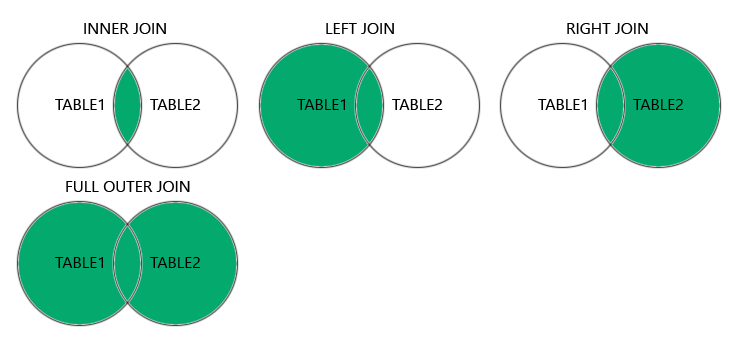 INNER JOIN
TABLE1 TABLE2
LEFT JOIN
TABLE1 TABLE2
RIGHT JOIN
TABLE1 TABLE2
FULL OUTER JOIN
TABLE1 TABLE2